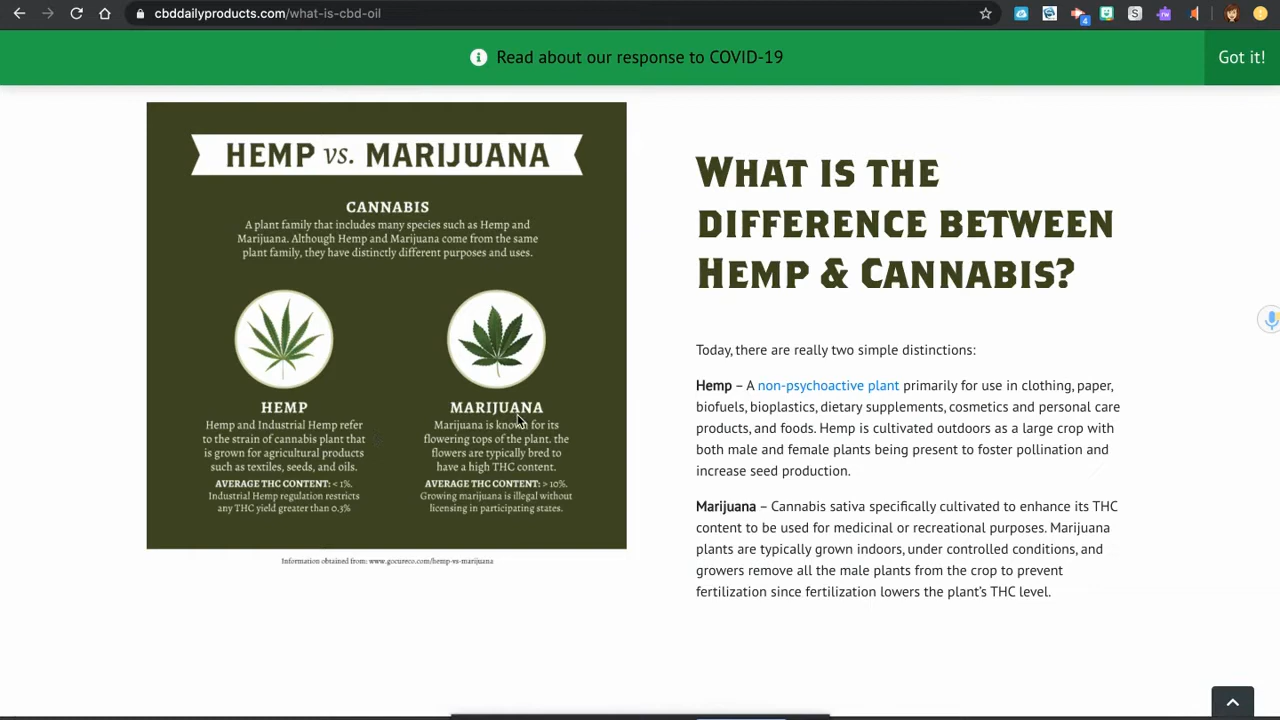 cbddailyproducts.com/what-is-cbd-oil
4
Read about our response to COVID-19
Got it!
HEMP vs. MARIJUANA
CANNABIS
A plant family that includes many species such as Hemp and
Marijuana. Although Hemp and Marijuana come from the same
plant family, they have distinctly different purposes and uses.
HEMP
Hemp and Industrial Hemp refer
to the strain of cannabis plant that
is grown for agricultural products
such as textiles, seeds, and oils.
AVERAGE THC CONTENT: < 1%.
Industrial Hemp regulation restricts
any THC yield greater than 0.3%
MARIJUANA
Marijuana is known for its
flowering tops of the plant. the
flowers are typically bred to
have a high THC content.
AVERAGE THC CONTENT: > 10%.
Growing marijuana is illegal without
licensing in participating states.
Information obtained from: www.gocureco.com/hemp-vs-marijuana
WHAT IS THE
DIFFERENCE BETWEEN
HEMP & CANNABIS?
Today, there are really two simple distinctions:
Hemp – A non-psychoactive plant primarily for use in clothing, paper,
biofuels, bioplastics, dietary supplements, cosmetics and personal care
products, and foods. Hemp is cultivated outdoors as a large crop with
both male and female plants being present to foster pollination and
increase seed production.
Marijuana – Cannabis sativa specifically cultivated to enhance its THC
content to be used for medicinal or recreational purposes. Marijuana
plants are typically grown indoors, under controlled conditions, and
growers remove all the male plants from the crop to prevent
fertilization since fertilization lowers the plant's THC level.